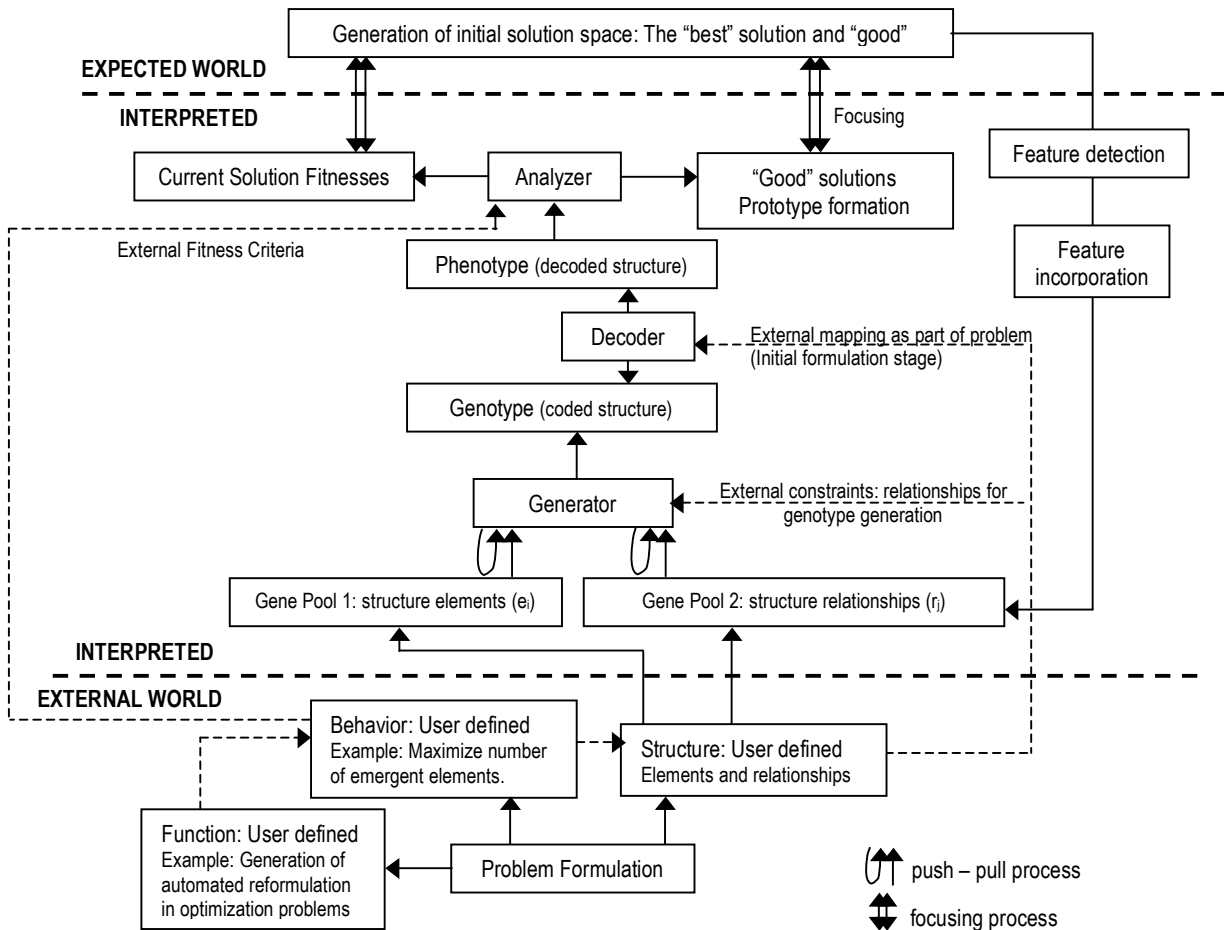 Generation of initial solution space: The “best” solution and “good”
EXPECTED WORLD
INTERPRETED
Focusing
Feature detection
Current Solution Fitnesses
Analyzer
“Good” solutions
Prototype formation
External Fitness Criteria
Phenotype (decoded structure)
Feature
incorporation
Decoder
External mapping as part of problem
(Initial formulation stage)
Genotype (coded structure)
Generator
External constraints: relationships for
genotype generation
Gene Pool 1: structure elements (ei)
Gene Pool 2: structure relationships (rj)
INTERPRETED
EXTERNAL WORLD
Behavior: User defined
Example: Maximize number
of emergent elements.
Structure: User defined
Elements and relationships
Function: User defined
Example: Generation of
automated reformulation
in optimization problems
Problem Formulation
push – pull process
focusing process